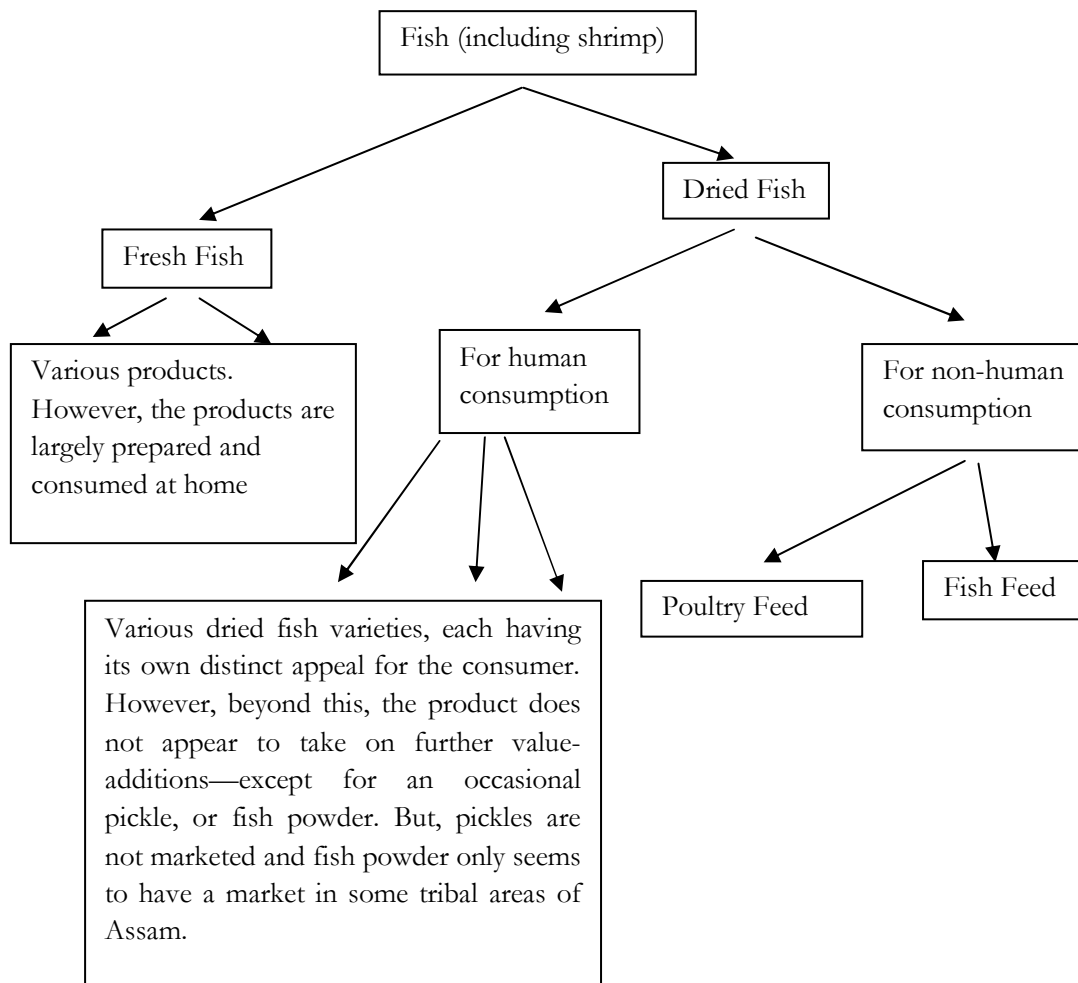 Fish (including shrimp)
Dried Fish
Fresh Fish
Various products.
However, the products are
largely prepared and
consumed at home
For human
consumption
For non-human
consumption
Poultry Feed
Fish Feed
Various dried fish varieties, each having
its own distinct appeal for the consumer.
However, beyond this, the product does
not appear to take on further value-
additions—except for an occasional
pickle, or fish powder. But, pickles are
not marketed and fish powder only seems
to have a market in some tribal areas of
Assam.